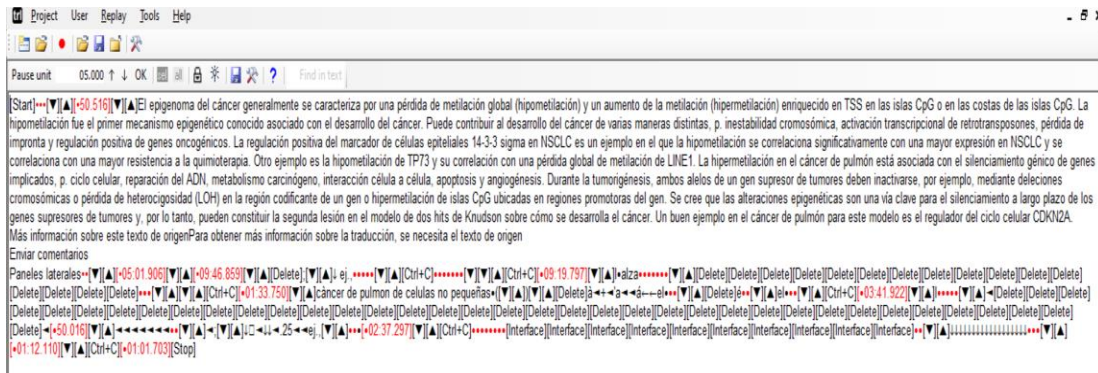 trl Project User Replay Tools Help
Pause unit 05.000 ↑ ↓ OK all ? Find in text
[Start]•••[▼][▲][•50.516][▼][▲]El epigenoma del cáncer generalmente se caracteriza por una pérdida de metilación global (hipometilación) y un aumento de la metilación (hipermetilación) enriquecido en TSS en las islas CpG o en las costas de las islas CpG. La
hipometilación fue el primer mecanismo epigenético conocido asociado con el desarrollo del cáncer. Puede contribuir al desarrollo del cáncer de varias maneras distintas, p. inestabilidad cromosómica, activación transcripcional de retrotransposones, pérdida de
impronta y regulación positiva de genes oncogénicos. La regulación positiva del marcador de células epiteliales 14-3-3 sigma en NSCLC es un ejemplo en el que la hipometilación se correlaciona significativamente con una mayor expresión en NSCLC y se
correlaciona con una mayor resistencia a la quimioterapia. Otro ejemplo es la hipometilación de TP73 y su correlación con una pérdida global de metilación de LINE1. La hipermetilación en el cáncer de pulmón está asociada con el silenciamiento génico de genes
implicados, p. ciclo celular, reparación del ADN, metabolismo carcinógeno, interacción célula a célula, apoptosis y angiogénesis. Durante la tumorigénesis, ambos alelos de un gen supresor de tumores deben inactivarse, por ejemplo, mediante deleciones
cromosómicas o pérdida de heterocigosidad (LOH) en la región codificante de un gen o hipermetilación de islas CpG ubicadas en regiones promotoras del gen. Se cree que las alteraciones epigenéticas son una vía clave para el silenciamiento a largo plazo de los
genes supresores de tumores y, por lo tanto, pueden constituir la segunda lesión en el modelo de dos hits de Knudson sobre cómo se desarrolla el cáncer. Un buen ejemplo en el cáncer de pulmón para este modelo es el regulador del ciclo celular CDKN2A.
Más información sobre este texto de origenPara obtener más información sobre la traducción, se necesita el texto de origen
Enviar comentarios
Paneles laterales••[▼][▲][•05:01.906][▼][▲][•09:46.859][▼][▲][Delete];[▼][▲]↓ ej.,•••••[▼][▲][Ctrl+C]•••••••[▼][▼][▲][Ctrl+C][•09:19.797][▼][▲]l•alza•••••••[▼][▲][Delete][Delete][Delete][Delete][Delete][Delete][Delete][Delete][Delete][Delete][Delete][Delete][Delete]
[Delete][Delete][Delete][Delete]•••[▼][▲][▼][▲][Ctrl+C][•01:33.750][▼][▲]càncer de pulmon de celulas no pequeñas•([▼][▲])[▼][▲][Delete]à◄+◄'a◄◄á←←el•••[▼][▲][Delete]é••[▼][▲]el•••[▼][▲][Ctrl+C][•03:41.922][▼][▲]l•••••[▼][▲]◄[Delete][Delete][Delete]
[Delete][Delete][Delete][Delete][Delete][Delete][Delete][Delete][Delete][Delete][Delete][Delete][Delete][Delete][Delete][Delete][Delete][Delete][Delete][Delete][Delete][Delete][Delete][Delete][Delete][Delete][Delete][Delete][Delete]
[Delete]◄[•50.016][▼][▲]◄◄◄◄◄◄◄••[▼][▲]◄;[▼][▲]↓□◄↓◄.25◄◄ej.,[▼][▲]•••[•02:37.297][▼][▲][Ctrl+C]••••••••[Interface][Interface][Interface][Interface][Interface][Interface][Interface][Interface][Interface][Interface]••[▼][▲]↓↓↓↓↓↓↓↓↓↓↓↓↓↓↓↓↓•••[▼][▲]
[•01:12.110][▼][▲][Ctrl+C][•01:01.703][Stop]